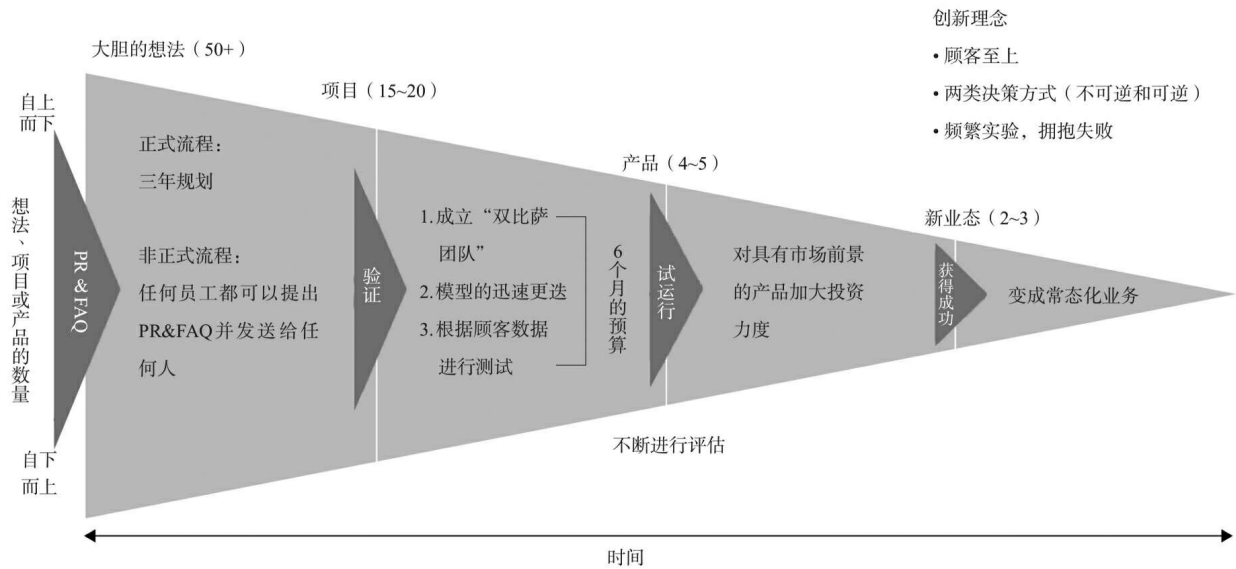 创新理念
• 顾客至上
• 两类决策方式（不可逆和可逆）
• 频繁实验，拥抱失败
大胆的想法（50+）
项目（15~20）
产品（4~5）
新业态（2~3）
自上
而下
想法、项目或产品的数量
自下
而上
PR & FAQ
正式流程：
三年规划
非正式流程：
任何员工都可以提出
PR&FAQ并发送给任
何人
验证
1.成立“双比萨
团队”
2.模型的迅速更迭
3.根据顾客数据
进行测试
6个月的预算
试运行
对具有市场前景
的产品加大投资
力度
获得成功
变成常态化业务
不断进行评估
时间